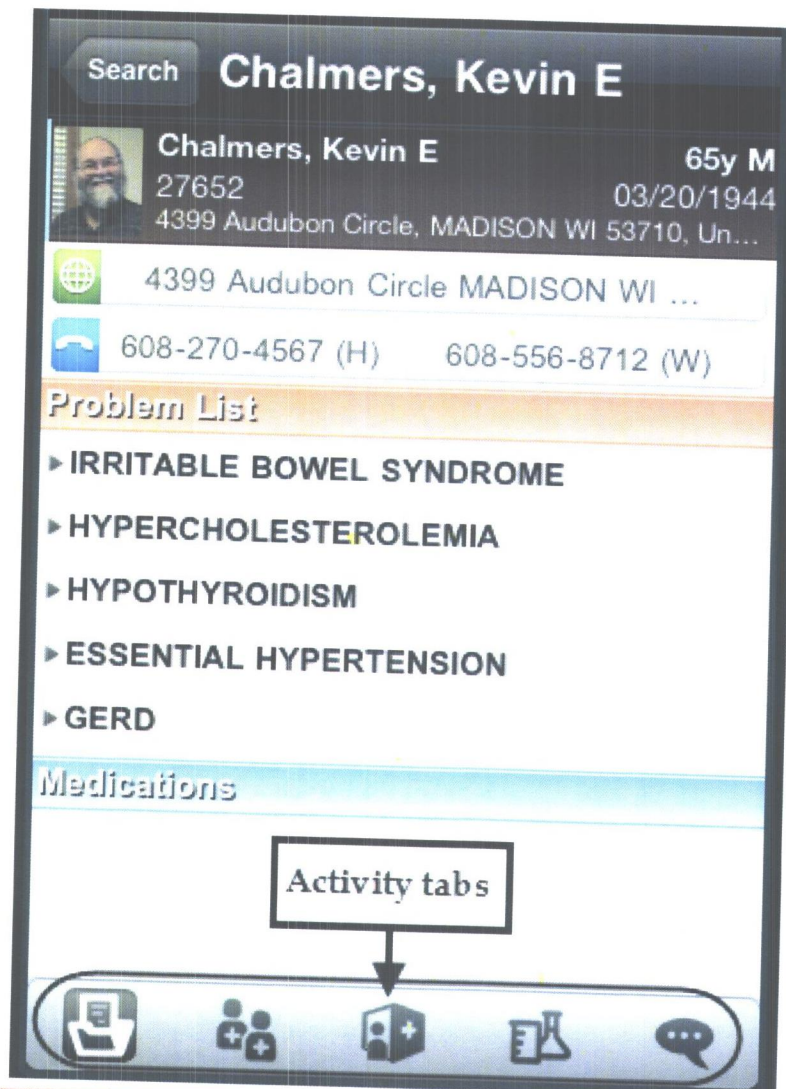 Search Chalmers, Kevin E
Chalmers, Kevin E 65y M
27652 03/20/1944
4399 Audubon Circle, MADISON WI 53710, Un...
4399 Audubon Circle MADISON WI ...
608-270-4567 (H) 608-556-8712 (W)
Problem List
IRRITABLE BOWEL SYNDROME
HYPERCHOLESTEROLEMIA
HYPOTHYROIDISM
ESSENTIAL HYPERTENSION
GERD
Medications
Activity tabs